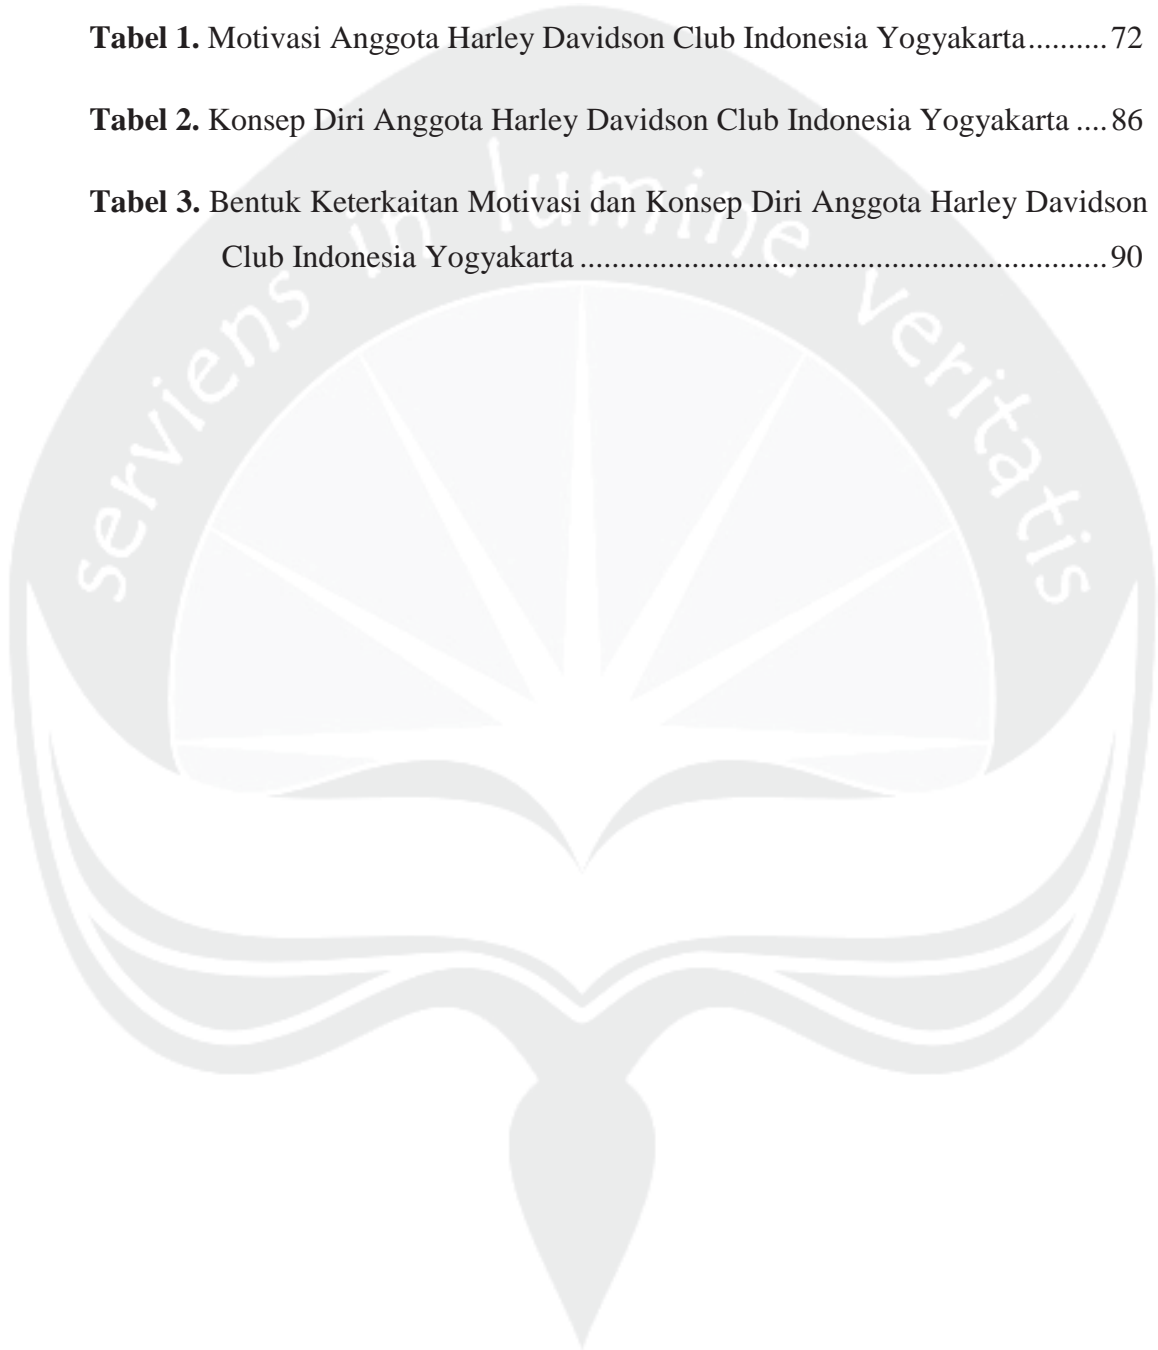 Tabel 1. Motivasi Anggota Harley Davidson Club Indonesia Yogyakarta..........72
Tabel 2. Konsep Diri Anggota Harley Davidson Club Indonesia Yogyakarta ....86
Tabel 3. Bentuk Keterkaitan Motivasi dan Konsep Diri Anggota Harley Davidson
Club Indonesia Yogyakarta ...................................................................90
serviens in lumine veritatis